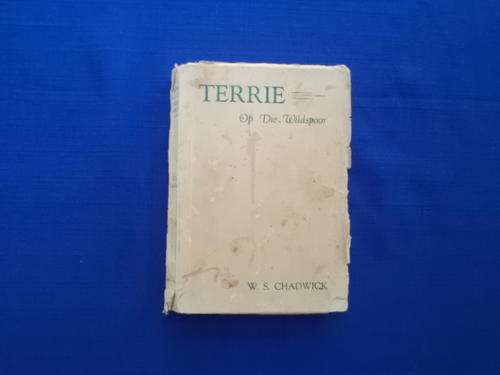 TERRIE
Op Die Wildspoor
W. S. CHADWICK